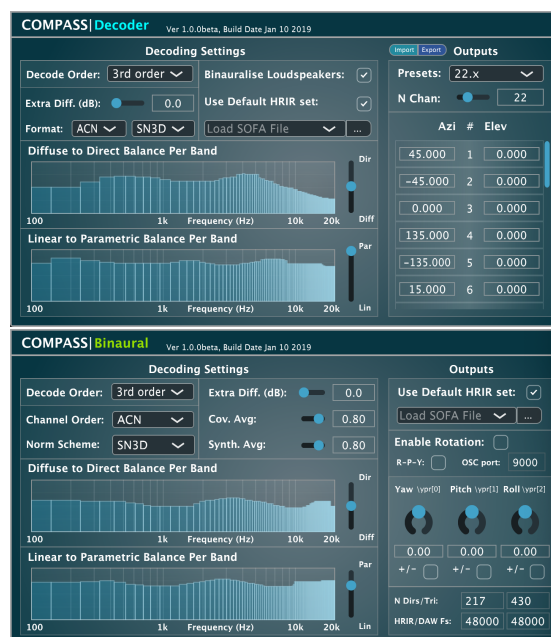 COMPASS|Decoder Ver 1.0.0beta, Build Date Jan 10 2019
Decoding Settings
Decode Order: 3rd order
Extra Diff. (dB): 0.0
Format: ACN SN3D
Binauralise Loudspeakers:
Use Default HRIR set:
Load SOFA File ...
Diffuse to Direct Balance Per Band
Dir
Diff
100 1k Frequency (Hz) 10k 20k
Linear to Parametric Balance Per Band
Par
Lin
100 1k Frequency (Hz) 10k 20k
Import Export Outputs
Presets: 22.x
N Chan: 22
Azi # Elev
45.000 1 0.000
-45.000 2 0.000
0.000 3 0.000
135.000 4 0.000
-135.000 5 0.000
15.000 6 0.000
COMPASS|Binaural Ver 1.0.0beta, Build Date Jan 10 2019
Decoding Settings
Decode Order: 3rd order
Channel Order: ACN
Norm Scheme: SN3D
Extra Diff. (dB): 0.0
Cov. Avg: 0.80
Synth. Avg: 0.80
Diffuse to Direct Balance Per Band
Dir
Diff
100 1k Frequency (Hz) 10k 20k
Linear to Parametric Balance Per Band
Par
Lin
100 1k Frequency (Hz) 10k 20k
Outputs
Use Default HRIR set:
Load SOFA File ...
Enable Rotation:
R-P-Y: OSC port: 9000
Yaw \ypr[0] Pitch \ypr[1] Roll \ypr[2]
0.00 0.00 0.00
+/- +/- +/-
N Dirs/Tri: 217 430
HRIR/DAW Fs: 48000 48000